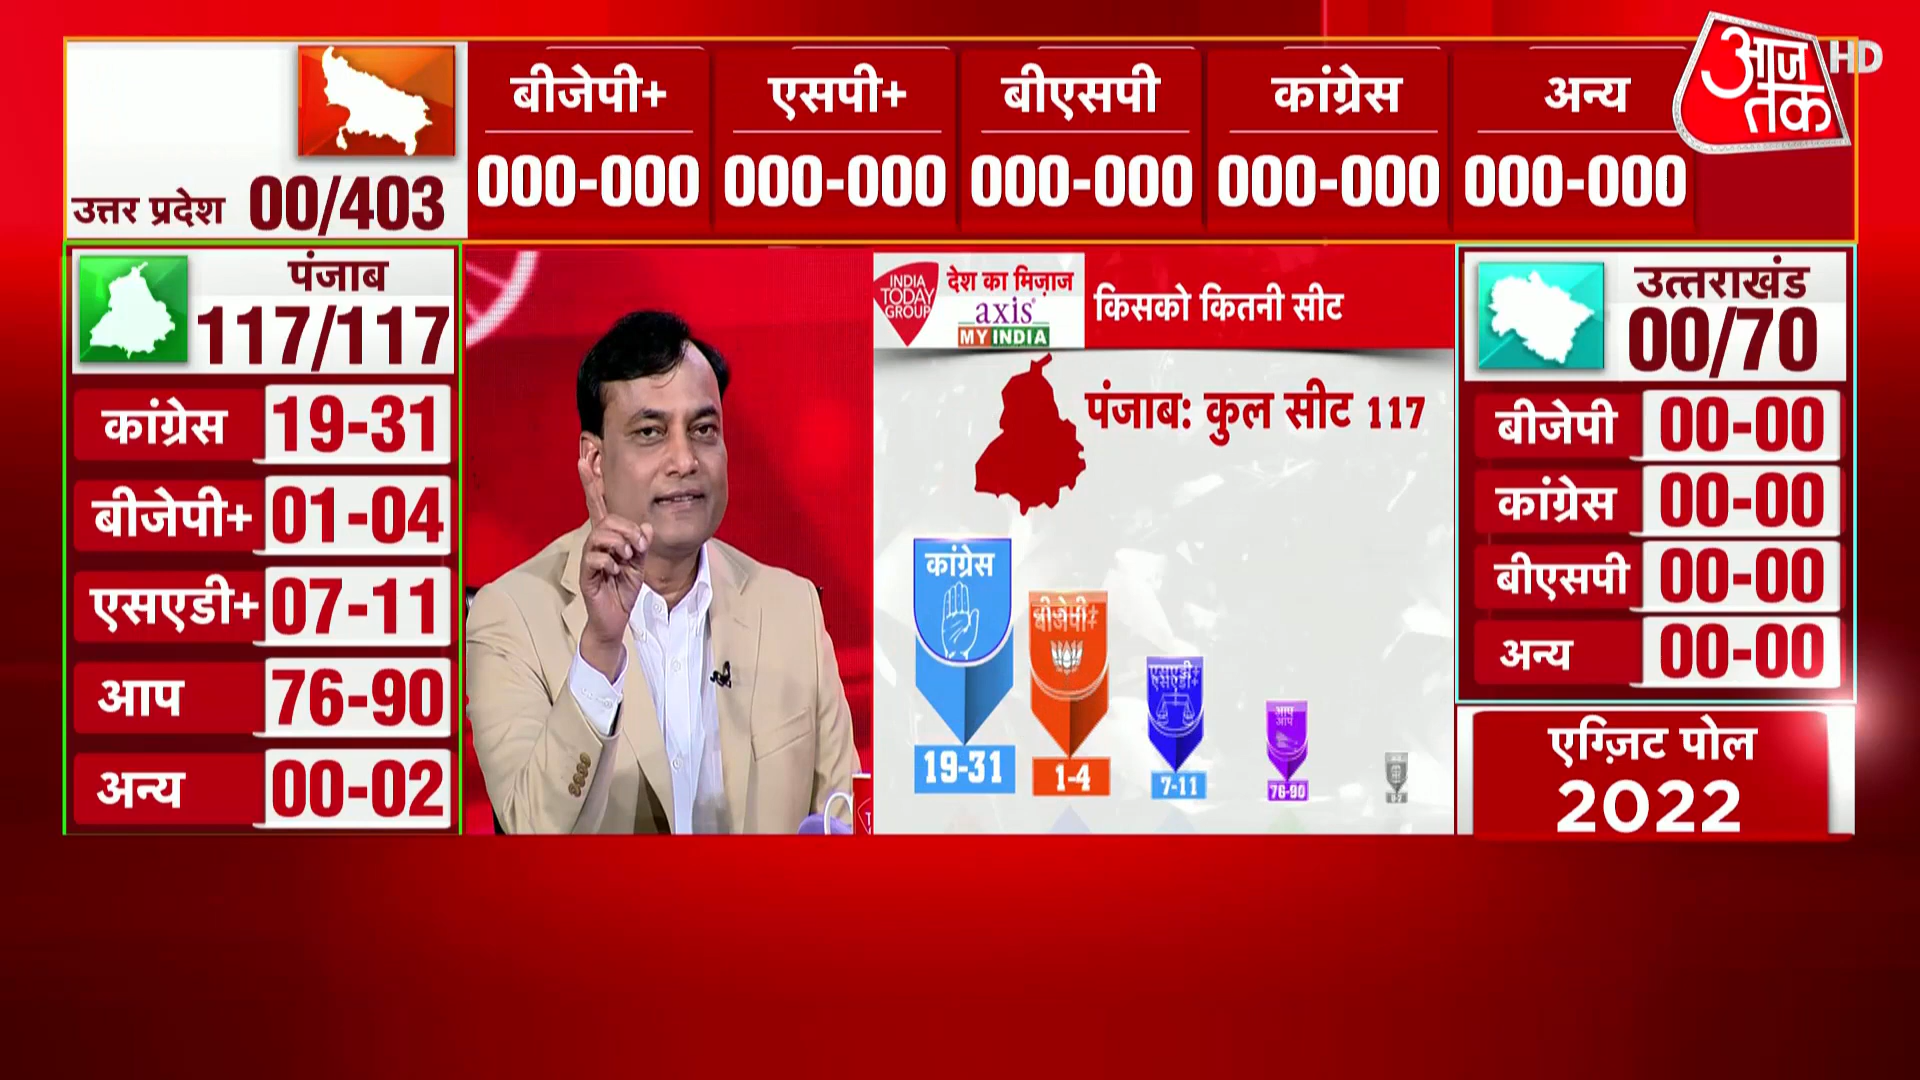 आज
तक
HD
उत्तर प्रदेश 00/403
बीजेपी+ एसपी+ बीएसपी कांग्रेस अन्य
000-000 000-000 000-000 000-000 000-000
पंजाब
117/117
कांग्रेस 19-31
बीजेपी+ 01-04
एसएडी+ 07-11
आप 76-90
अन्य 00-02
INDIA
TODAY
GROUP
देश का मिज़ाज
axis
MY INDIA
किसको कितनी सीट
पंजाब: कुल सीट 117
कांग्रेस
19-31
बीजेपी+
1-4
एसएडी+
7-11
आप
76-90
उत्तराखंड
00/70
बीजेपी 00-00
कांग्रेस 00-00
बीएसपी 00-00
अन्य 00-00
एग्ज़िट पोल
2022